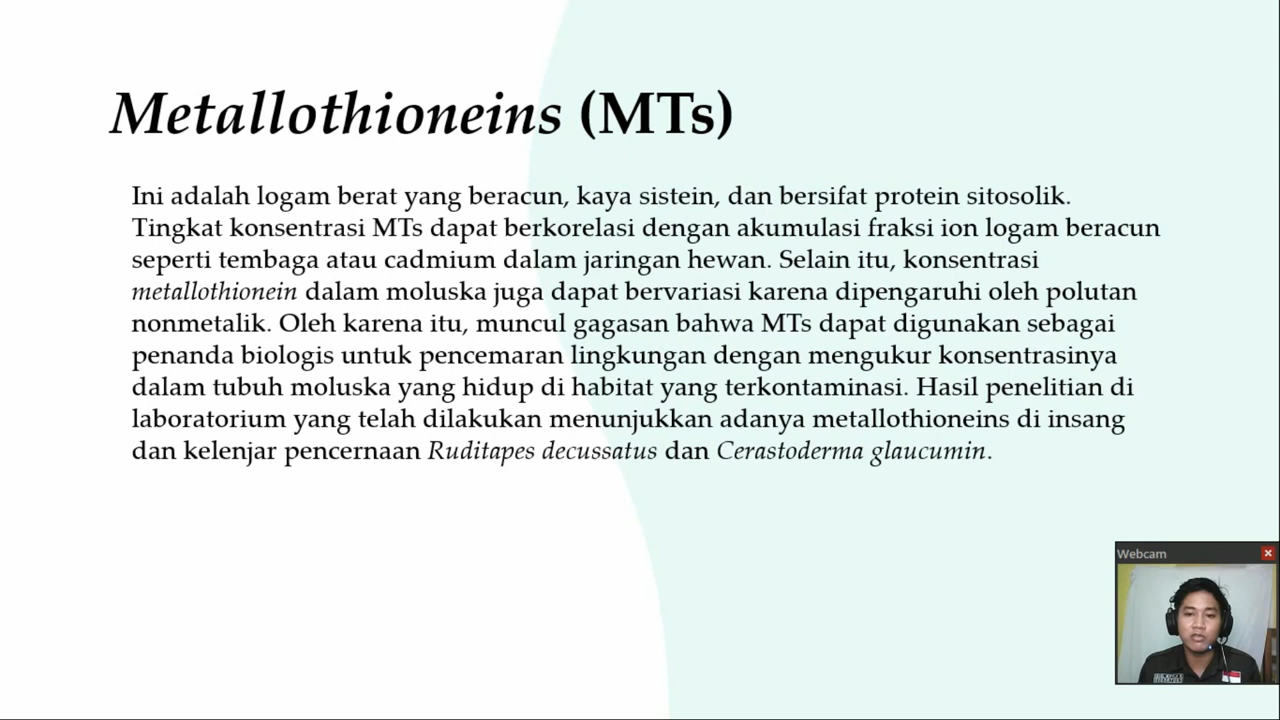 Metallothioneins (MTs)
Ini adalah logam berat yang beracun, kaya sistein, dan bersifat protein sitosolik.
Tingkat konsentrasi MTs dapat berkorelasi dengan akumulasi fraksi ion logam beracun
seperti tembaga atau cadmium dalam jaringan hewan. Selain itu, konsentrasi
metallothionein dalam moluska juga dapat bervariasi karena dipengaruhi oleh polutan
nonmetalik. Oleh karena itu, muncul gagasan bahwa MTs dapat digunakan sebagai
penanda biologis untuk pencemaran lingkungan dengan mengukur konsentrasinya
dalam tubuh moluska yang hidup di habitat yang terkontaminasi. Hasil penelitian di
laboratorium yang telah dilakukan menunjukkan adanya metallothioneins di insang
dan kelenjar pencernaan Ruditapes decussatus dan Cerastoderma glaucumin.
Webcam